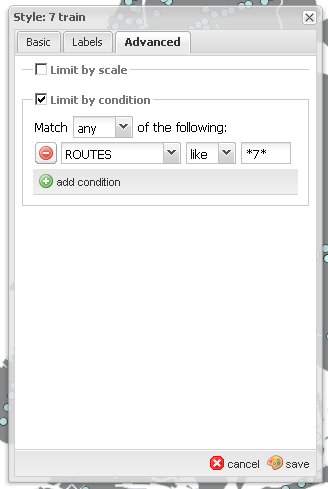 Style: 7 train
Basic Labels Advanced
Limit by scale
Limit by condition
Match any of the following:
ROUTES like *7*
add condition
cancel save